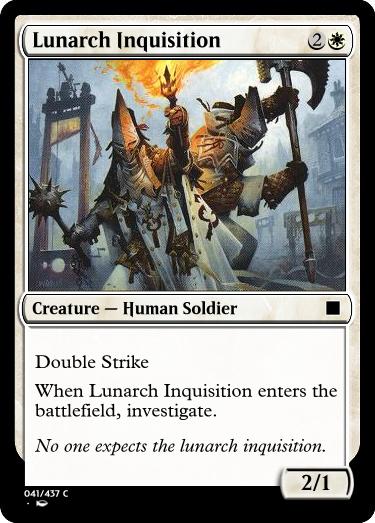 Lunarch Inquisition 2
Creature — Human Soldier
Double Strike
When Lunarch Inquisition enters the
battlefield, investigate.
No one expects the lunarch inquisition.
2/1
041/437 C